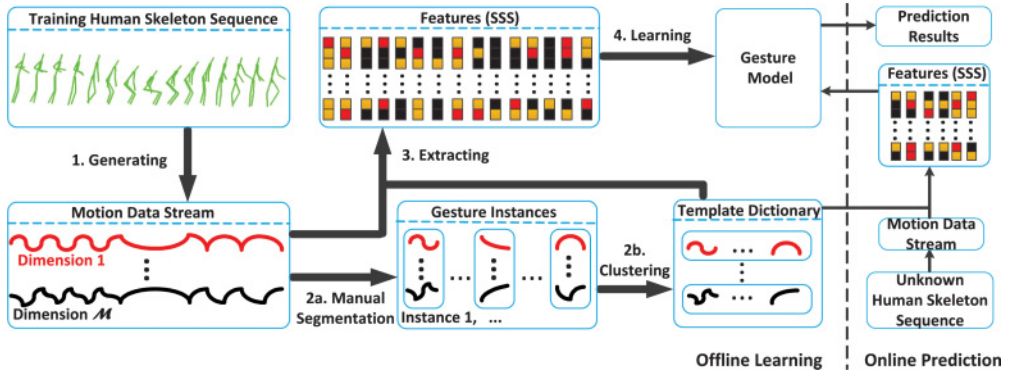 Training Human Skeleton Sequence
Features (SSS)
4. Learning
Gesture
Model
Prediction
Results
Features (SSS)
1. Generating
3. Extracting
Motion Data Stream
Dimension 1
Dimension M
2a. Manual
Segmentation
Gesture Instances
Instance 1, ...
2b.
Clustering
Template Dictionary
Motion Data
Stream
Unknown
Human Skeleton
Sequence
Offline Learning
Online Prediction